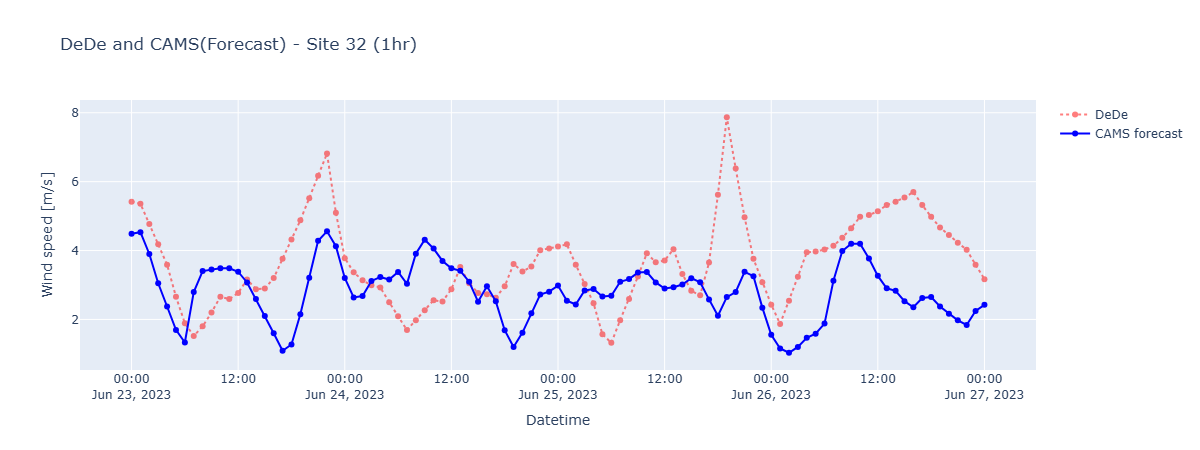 DeDe and CAMS(Forecast) - Site 32 (1hr)
DeDe
CAMS forecast
Wind speed [m/s]
8
6
4
2
00:00 12:00 00:00 12:00 00:00 12:00 00:00 12:00 00:00
Jun 23, 2023 Jun 24, 2023 Jun 25, 2023 Jun 26, 2023 Jun 27, 2023
Datetime